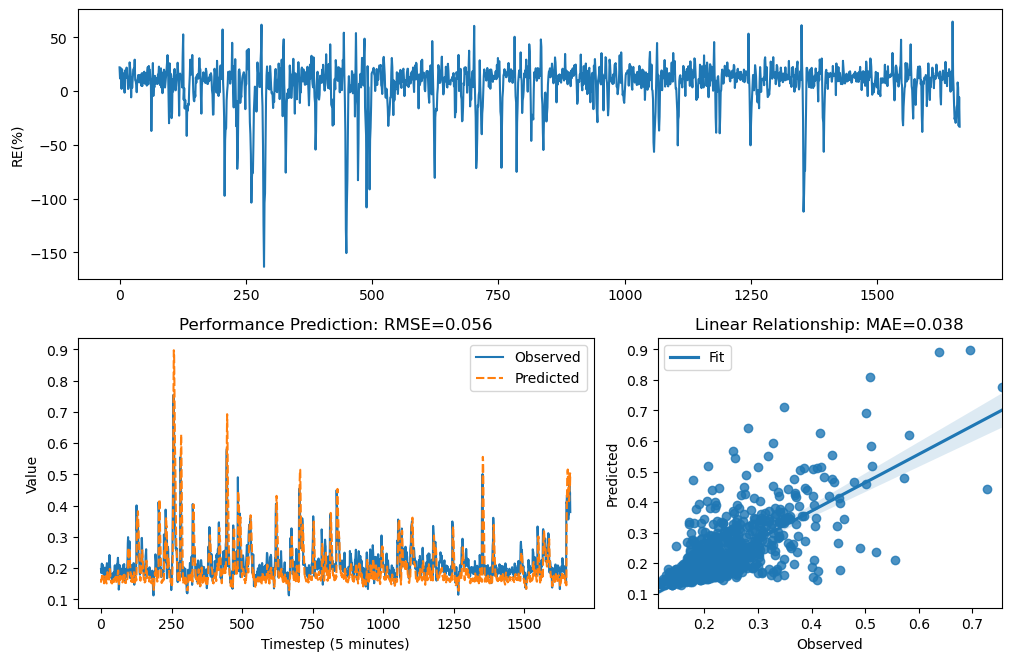 50
0
−50
−100
−150
RE(%)
0 250 500 750 1000 1250 1500
Performance Prediction: RMSE=0.056
0.9
0.8
0.7
0.6
0.5
0.4
0.3
0.2
0.1
Value
Observed
Predicted
0 250 500 750 1000 1250 1500
Timestep (5 minutes)
Linear Relationship: MAE=0.038
0.9
0.8
0.7
0.6
0.5
0.4
0.3
0.2
0.1
Predicted
Fit
0.2 0.3 0.4 0.5 0.6 0.7
Observed